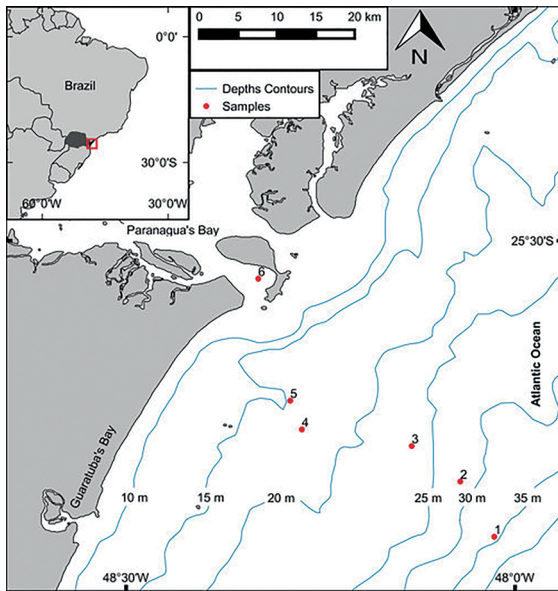 0 5 10 15 20 km
N
0°0'
Brazil
30°0'S
60°0'W 30°0'W
Depths Contours
Samples
Paranagua's Bay
25°30'S
6
5
4
3
2
1
Atlantic Ocean
Guaratuba's Bay
10 m 15 m 20 m 25 m 30 m 35 m
48°30'W 48°0'W